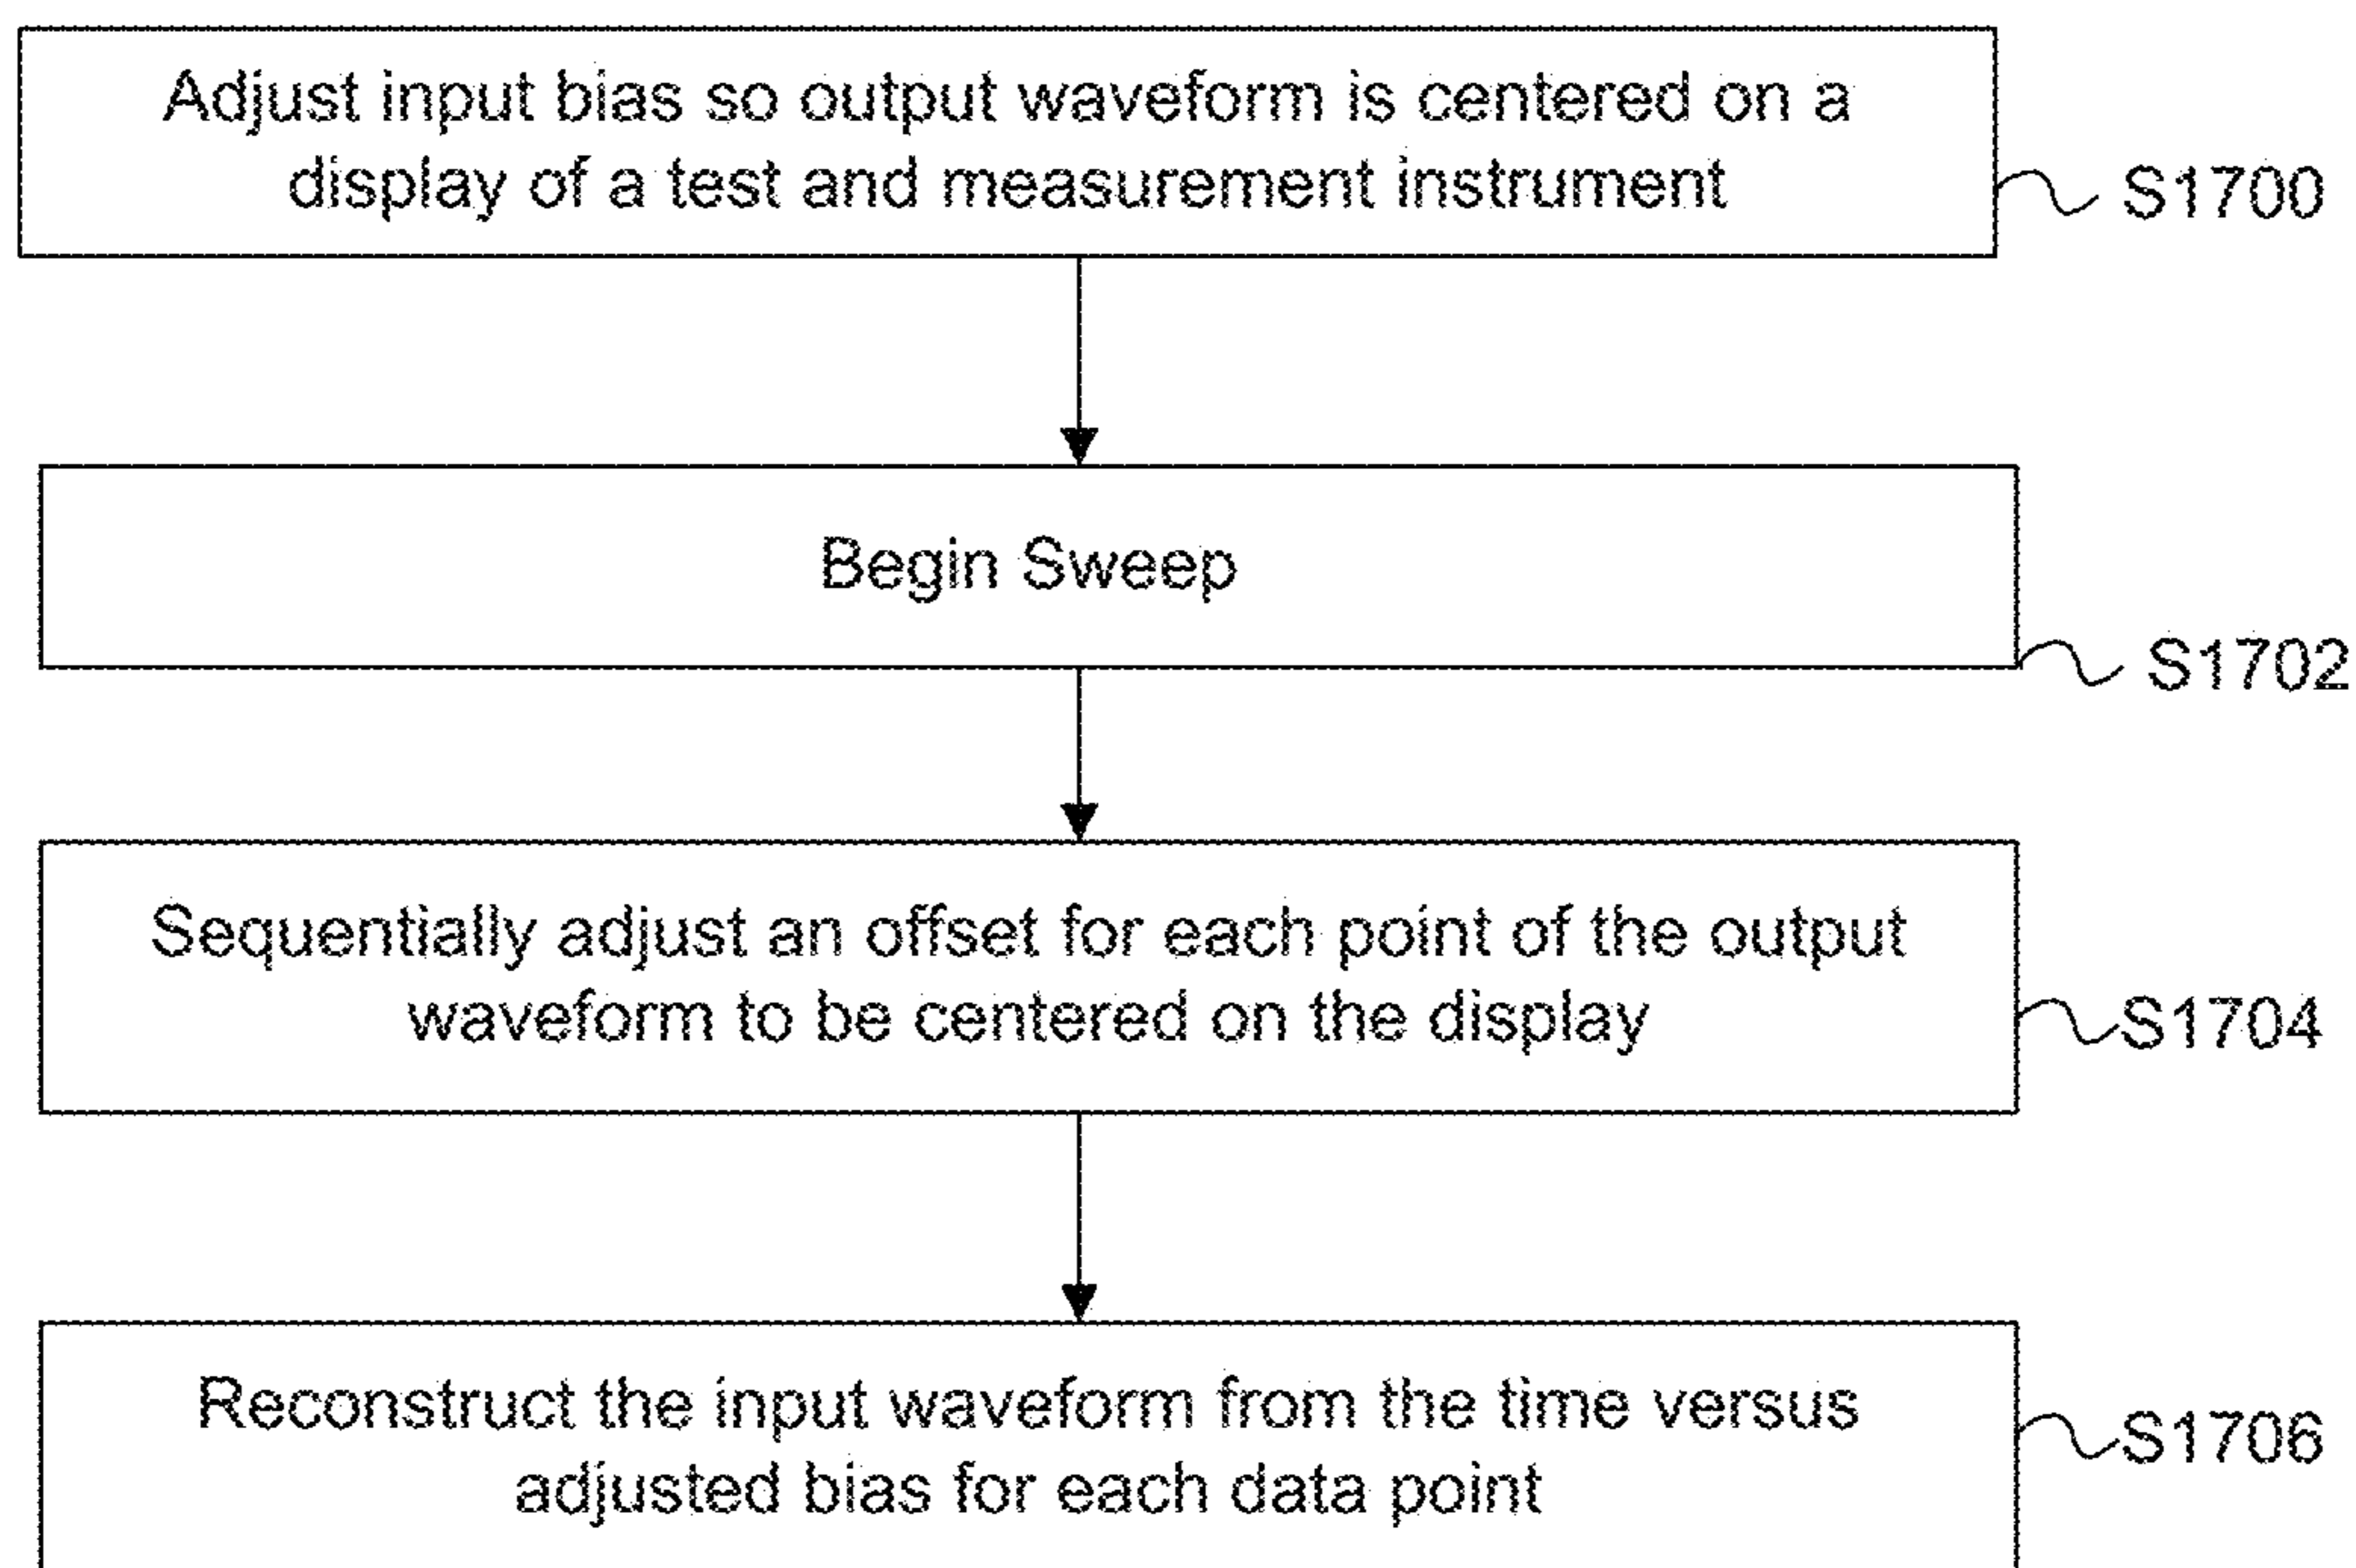 Adjust input bias so output waveform is centered on a
display of a test and measurement instrument
S1700
Begin Sweep
S1702
Sequentially adjust an offset for each point of the output
waveform to be centered on the display
S1704
Reconstruct the input waveform from the time versus
adjusted bias for each data point
S1706